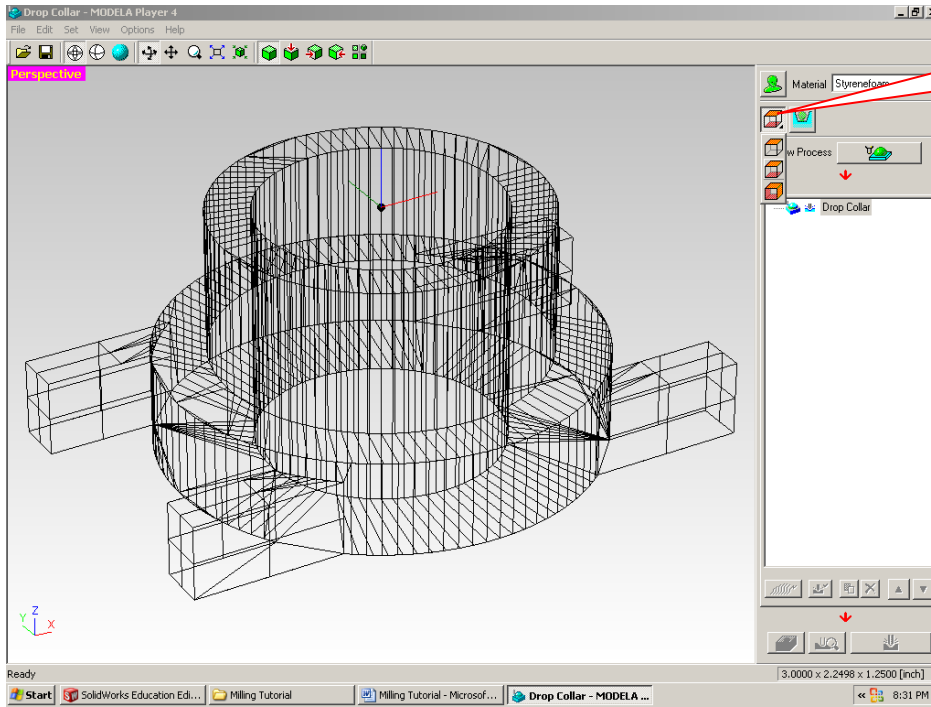 Drop Collar - MODELA Player 4
File Edit Set View Options Help
Perspective
Material Styrenefoam
w Process
Drop Collar
Z
Y X
Ready 3.0000 x 2.2498 x 1.2500 [inch]
Start SolidWorks Education Edi... Milling Tutorial Milling Tutorial - Microsof... Drop Collar - MODELA ... « 8:31 PM